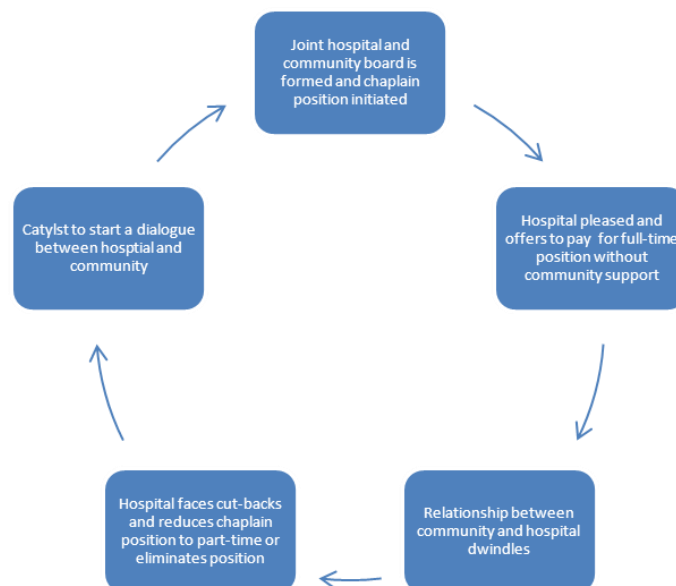 Joint hospital and
community board is
formed and chaplain
position initiated
Hospital pleased and
offers to pay for full-time
position without
community support
Relationship between
community and hospital
dwindles
Hospital faces cut-backs
and reduces chaplain
position to part-time or
eliminates position
Catylst to start a dialogue
between hosptial and
community